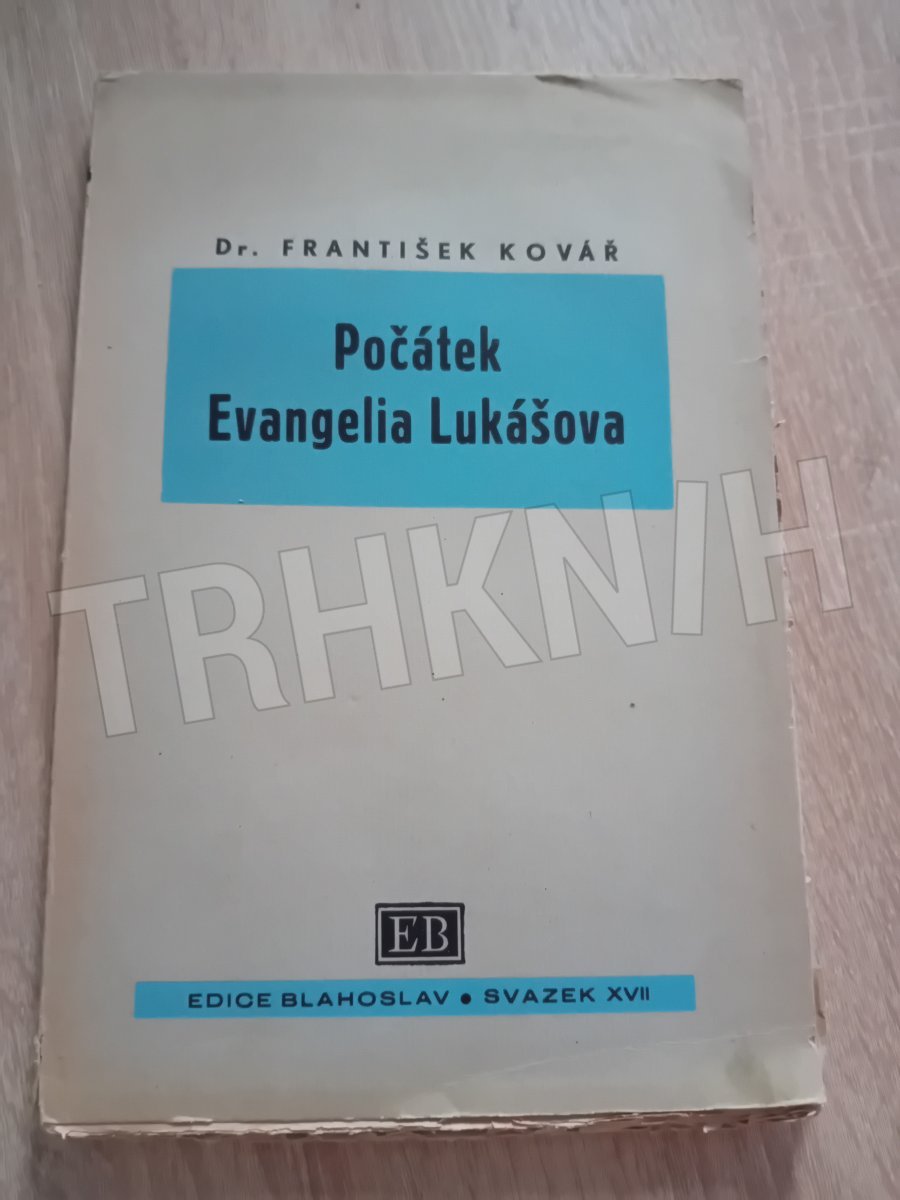 Dr. FRANTIŠEK KOVÁŘ
Počátek
Evangelia Lukášova
TRHKNIH
EB
EDICE BLAHOSLAV • SVAZEK XVII